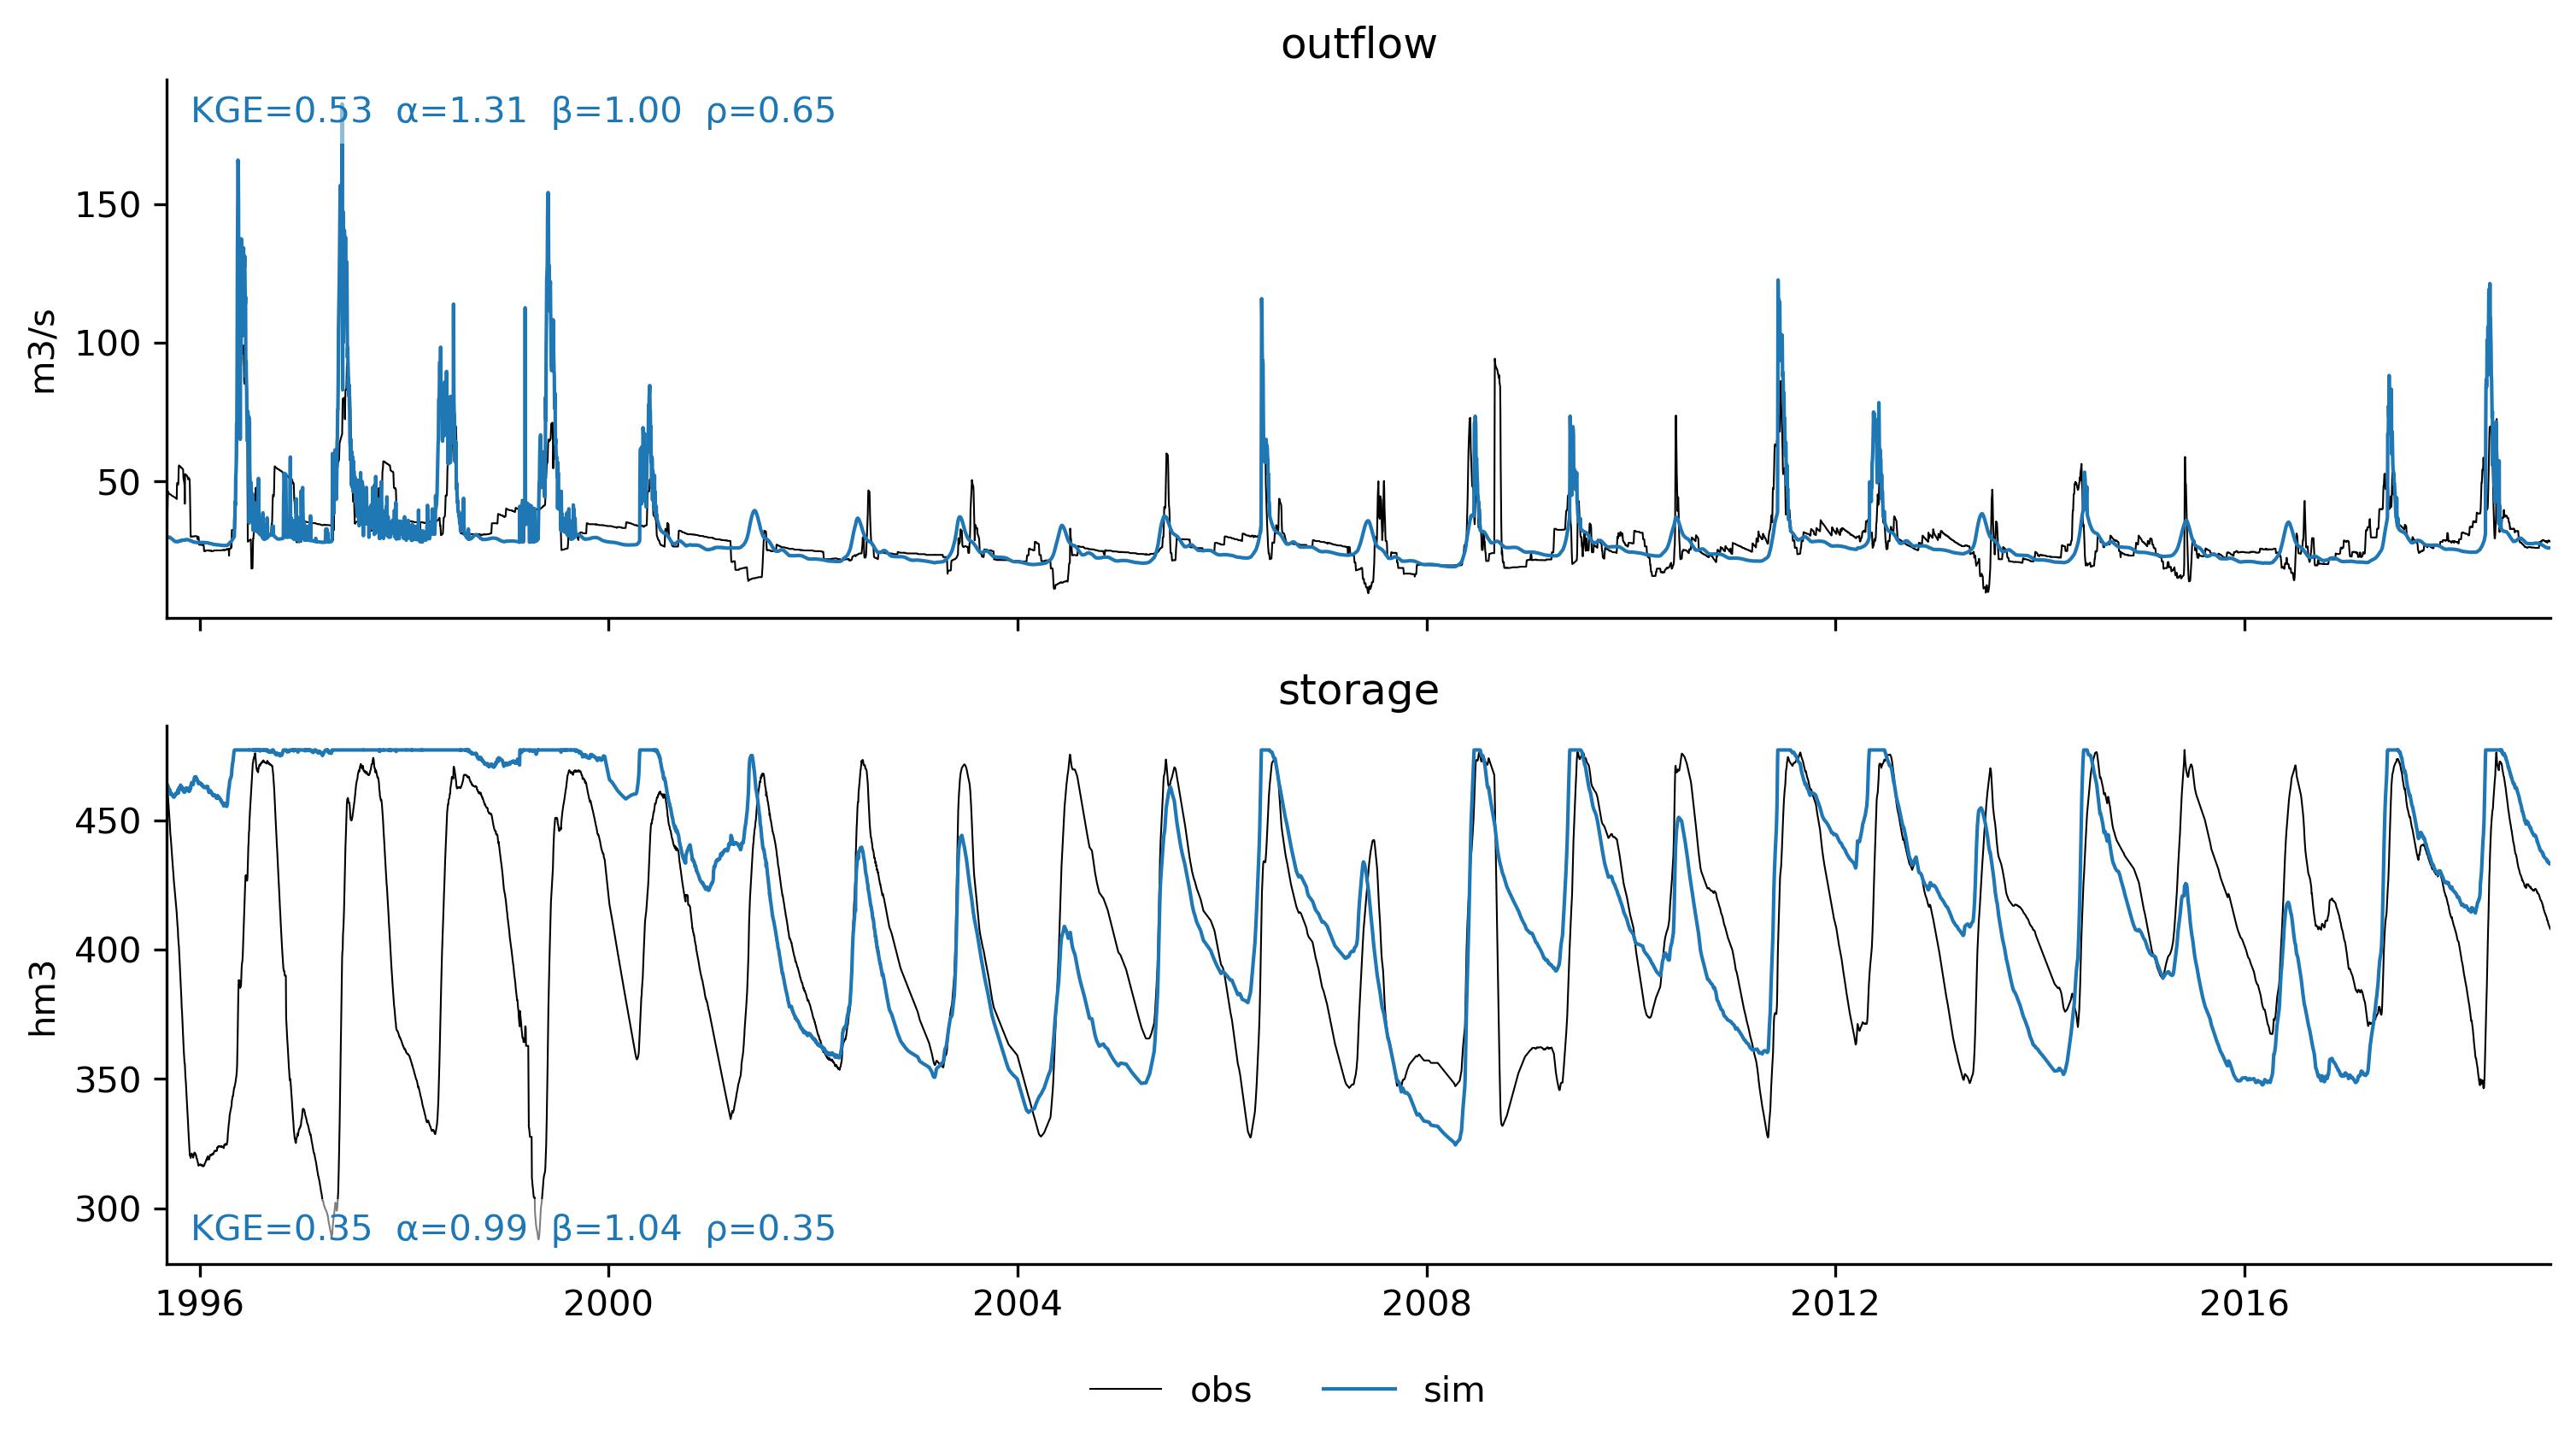 outflow
KGE=0.53 α=1.31 β=1.00 ρ=0.65
m3/s
150
100
50
storage
hm3
450
400
350
300
KGE=0.35 α=0.99 β=1.04 ρ=0.35
1996 2000 2004 2008 2012 2016
obs sim